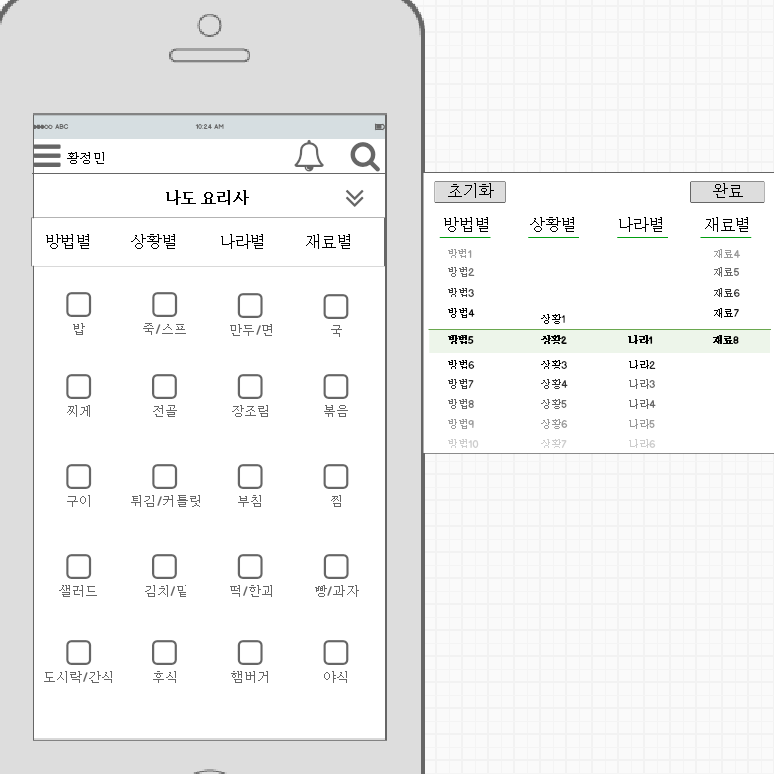 ABC 10:24 AM
황정민
나도 요리사
방법별 상황별 나라별 재료별
밥 죽/스프 만두/면 국
찌게 전골 장조림 볶음
구이 튀김/커틀릿 부침 찜
샐러드 김치/밑 떡/한과 빵/과자
도시락/간식 후식 햄버거 야식
초기화 완료
방법별 상황별 나라별 재료별
방법1 재료4
방법2 재료5
방법3 재료6
방법4 상황1 재료7
방법5 상황2 나라1 재료8
방법6 상황3 나라2
방법7 상황4 나라3
방법8 상황5 나라4
방법9 상황6 나라5
방법10 상황7 나라6